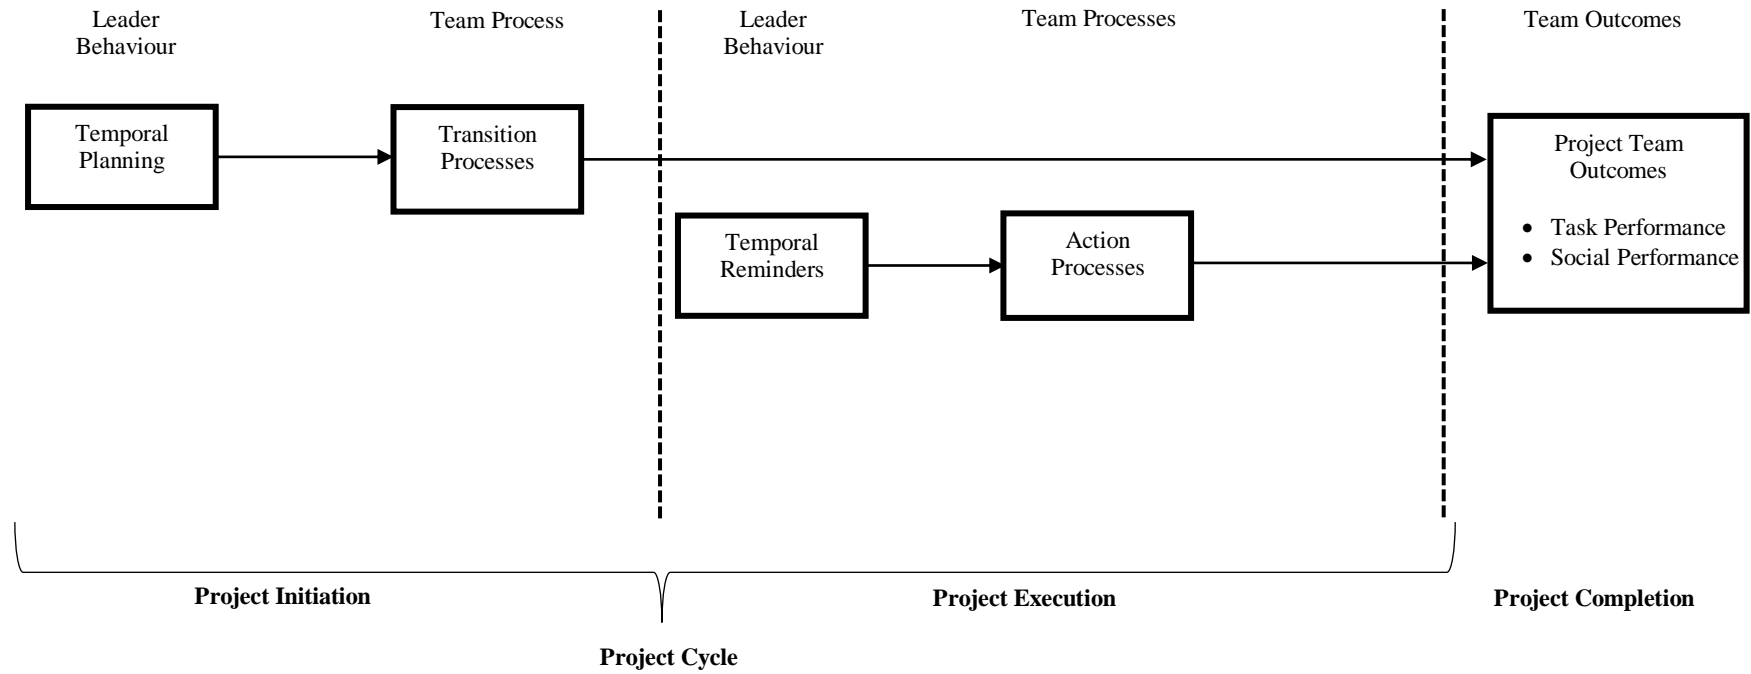 Leader
Behaviour
Team Process
Leader
Behaviour
Team Processes
Team Outcomes
Temporal
Planning
Transition
Processes
Temporal
Reminders
Action
Processes
Project Team
Outcomes
• Task Performance
• Social Performance
Project Initiation
Project Execution
Project Completion
Project Cycle